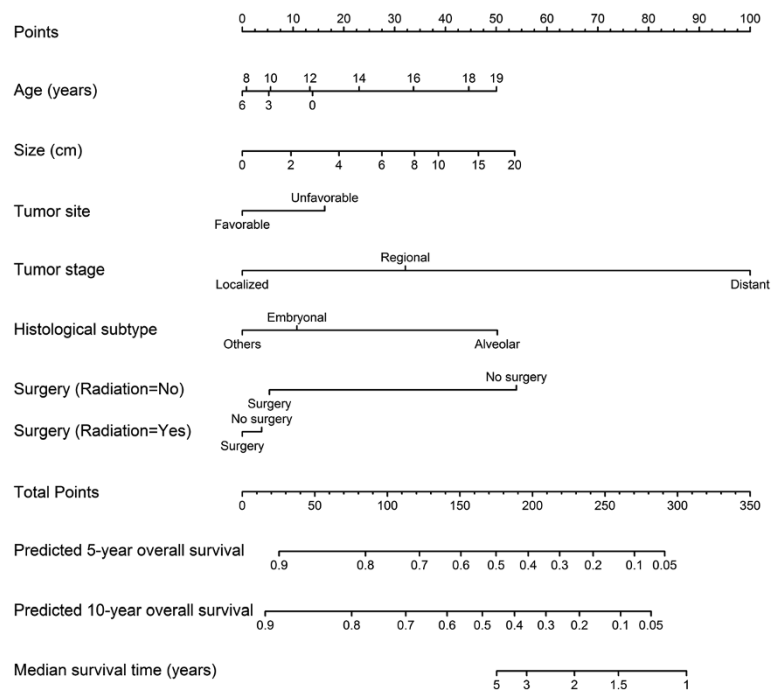 Points 0 10 20 30 40 50 60 70 80 90 100
8 10 12 14 16 18 19
Age (years)
6 3 0
Size (cm)
0 2 4 6 8 10 15 20
Unfavorable
Tumor site
Favorable
Regional
Tumor stage
Localized Distant
Embryonal
Histological subtype
Others Alveolar
No surgery
Surgery (Radiation=No)
Surgery
No surgery
Surgery (Radiation=Yes)
Surgery
Total Points
0 50 100 150 200 250 300 350
Predicted 5-year overall survival
0.9 0.8 0.7 0.6 0.5 0.4 0.3 0.2 0.1 0.05
Predicted 10-year overall survival
0.9 0.8 0.7 0.6 0.5 0.4 0.3 0.2 0.1 0.05
Median survival time (years)
5 3 2 1.5 1